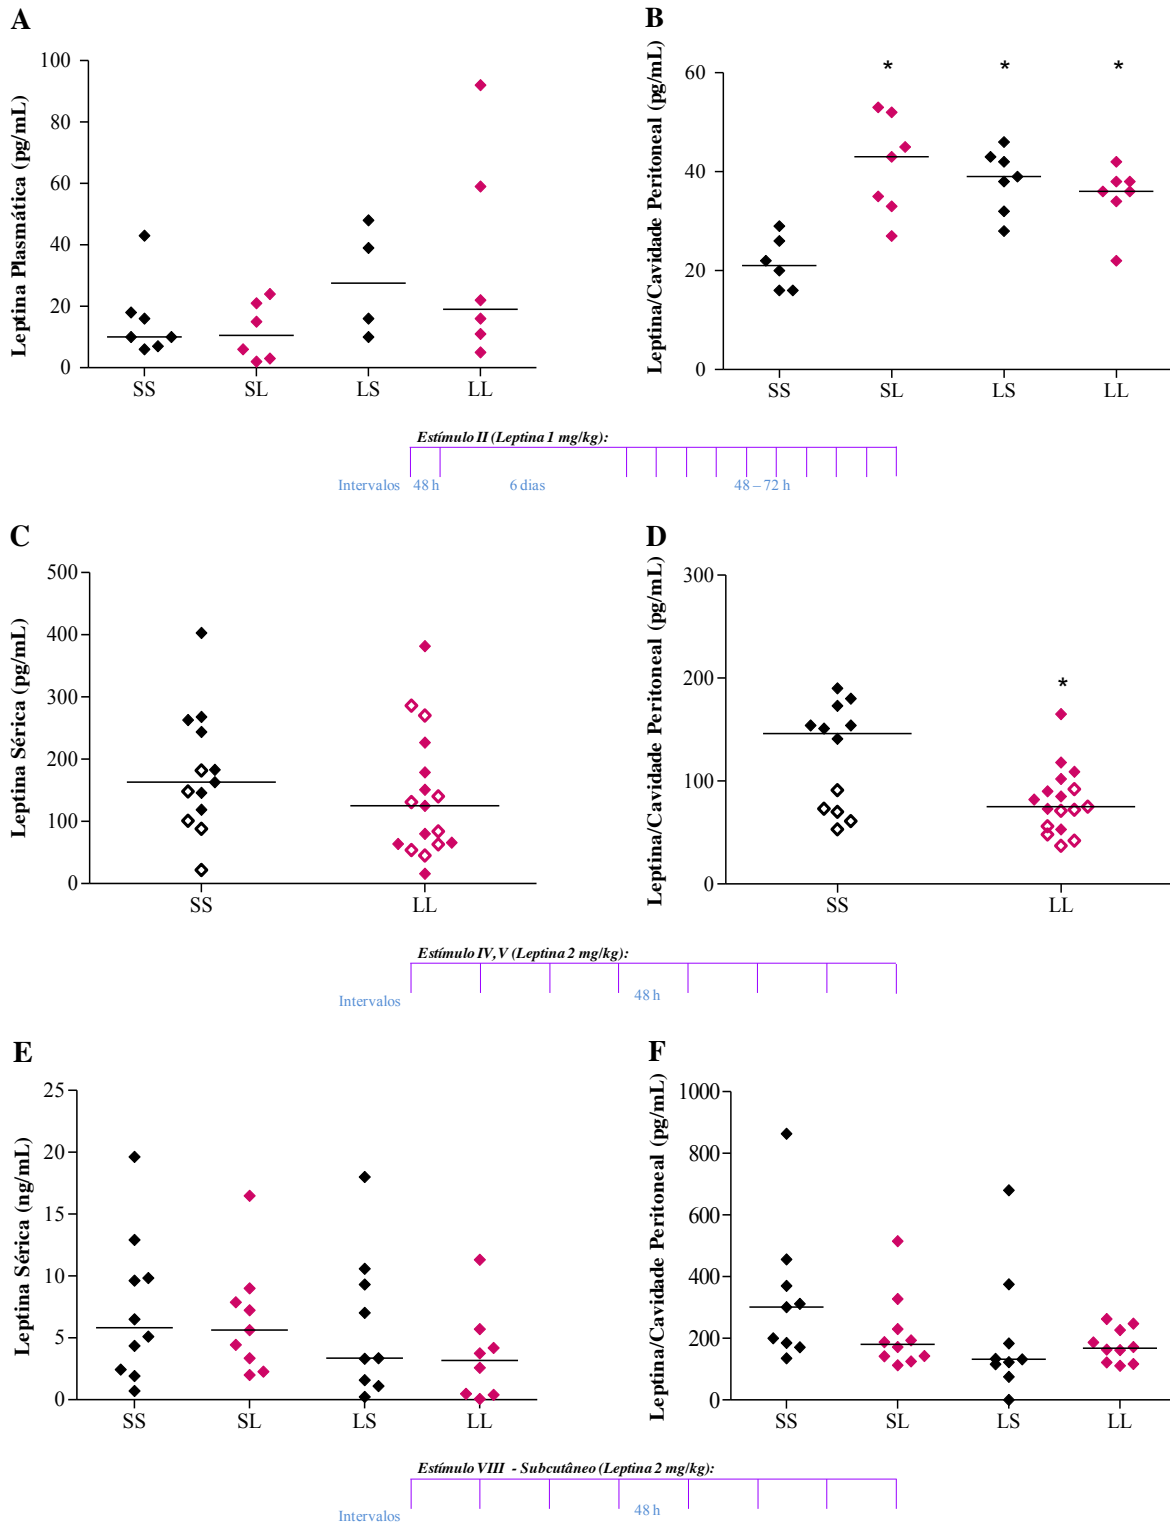 A
Leptina Plasmática (pg/mL)
100
80
60
40
20
0
SS SL LS LL
B
Leptina/Cavidade Peritoneal (pg/mL)
60
40
20
0
* * *
SS SL LS LL
Estímulo II (Leptina 1 mg/kg):
Intervalos 48 h 6 dias 48 – 72 h
C
Leptina Sérica (pg/mL)
500
400
300
200
100
0
SS LL
D
Leptina/Cavidade Peritoneal (pg/mL)
300
200
100
0
*
SS LL
Estímulo IV, V (Leptina 2 mg/kg):
Intervalos 48 h
E
Leptina Sérica (ng/mL)
25
20
15
10
5
0
SS SL LS LL
F
Leptina/Cavidade Peritoneal (pg/mL)
1000
800
600
400
200
0
SS SL LS LL
Estímulo VIII - Subcutâneo (Leptina 2 mg/kg):
Intervalos 48 h